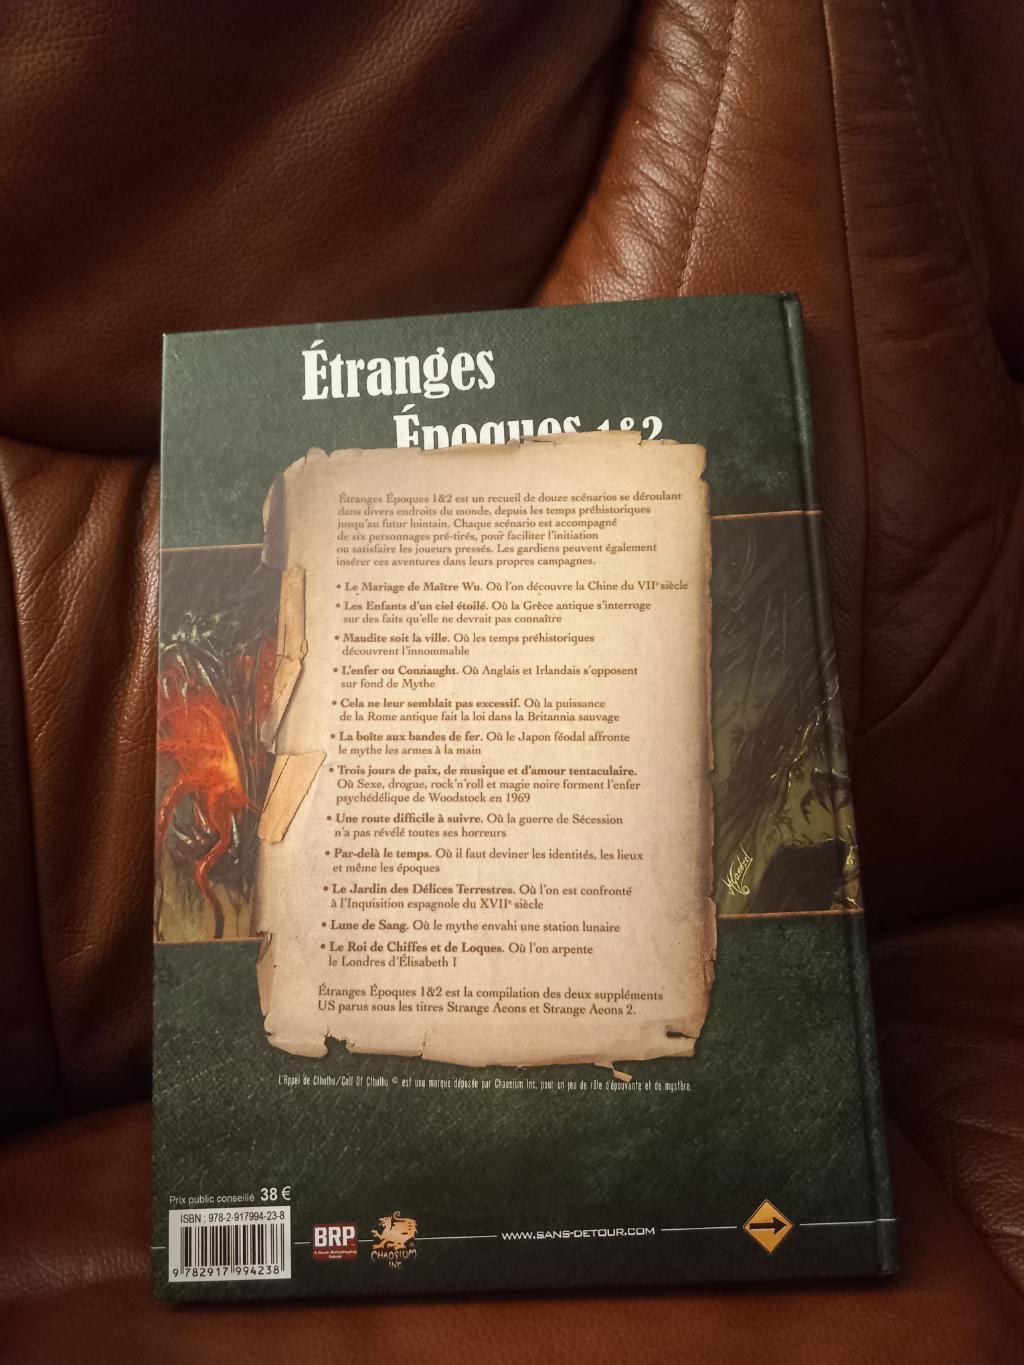 Étranges
Époques 1&2
Étranges Époques 1&2 est un recueil de douze scénarios se déroulant
dans divers endroits du monde, depuis les temps préhistoriques
jusqu'au futur lointain. Chaque scénario est accompagné
de six personnages pré-tirés, pour faciliter l'initiation
ou satisfaire les joueurs pressés. Les gardiens peuvent également
insérer ces aventures dans leurs propres campagnes.
• Le Mariage de Maître Wu. Où l'on découvre la Chine du VIIe siècle
• Les Enfants d'un ciel étoilé. Où la Grèce antique s'interroge
sur des faits qu'elle ne devrait pas connaître
• Maudite soit la ville. Où les temps préhistoriques
découvrent l'innommable
• L'enfer ou Connaught. Où Anglais et Irlandais s'opposent
sur fond de Mythe
• Cela ne leur semblait pas excessif. Où la puissance
de la Rome antique fait la loi dans la Britannia sauvage
• La boîte aux bandes de fer. Où le Japon féodal affronte
le mythe les armes à la main
• Trois jours de paix, de musique et d'amour tentaculaire.
Où Sexe, drogue, rock'n'roll et magie noire forment l'enfer
psychédélique de Woodstock en 1969
• Une route difficile à suivre. Où la guerre de Sécession
n'a pas révélé toutes ses horreurs
• Par-delà le temps. Où il faut deviner les identités, les lieux
et même les époques
• Le Jardin des Délices Terrestres. Où l'on est confronté
à l'Inquisition espagnole du XVIIe siècle
• Lune de Sang. Où le mythe envahi une station lunaire
• Le Roi de Chiffes et de Loques. Où l'on arpente
le Londres d'Élisabeth I
Étranges Époques 1&2 est la compilation des deux suppléments
US parus sous les titres Strange Aeons et Strange Aeons 2.
L'Appel de Cthulhu/Call Of Cthulhu © est une marque déposée par Chaosium Inc. pour un jeu de rôle d'épouvante et de mystère.
Prix public conseillé 38 €
ISBN : 978-2-917994-23-8
9 782917 994238
BRP
CHAOSIUM
INC.
WWW.SANS-DETOUR.COM